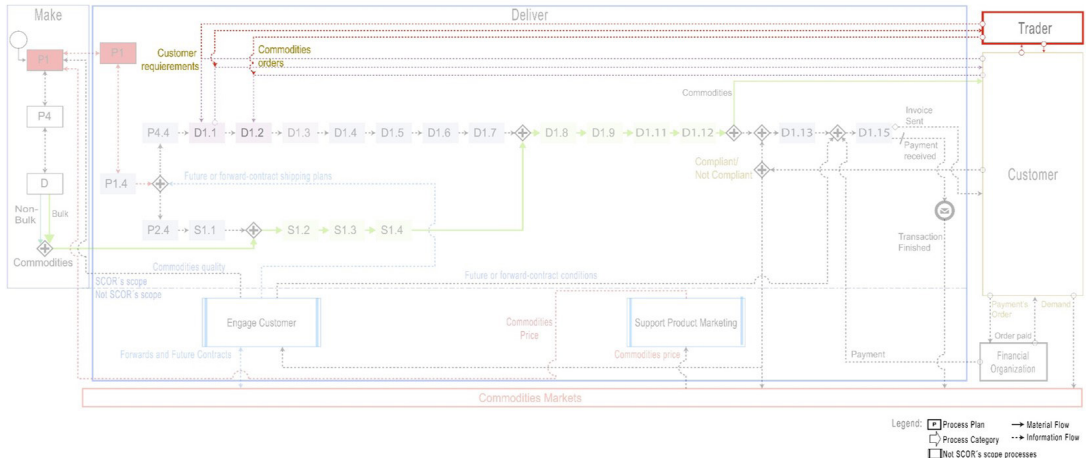 Make
Deliver
Trader
P1
P1
Customer
requierements
Commodities
orders
Commodities
P4
P4.4
D1.1
D1.2
D1.3
D1.4
D1.5
D1.6
D1.7
D1.8
D1.9
D1.11
D1.12
D1.13
D1.15
Invoice
Sent
Payment
received
Compliant/
Not Compliant
Customer
D
P1.4
Future or forward-contract shipping plans
Non-
Bulk
Bulk
P2.4
S1.1
S1.2
S1.3
S1.4
Transaction
Finished
Commodities
Commodities quality
Future or forward-contract conditions
SCOR´s scope
Not SCOR´s scope
Engage Customer
Commodities
Price
Support Product Marketing
Payment's
Order
Demand
Order paid
Forwards and Future Contracts
Commodities price
Payment
Financial
Organization
Commodities Markets
Legend:
P
Process Plan
Material Flow
Process Category
Information Flow
Not SCOR´s scope processes